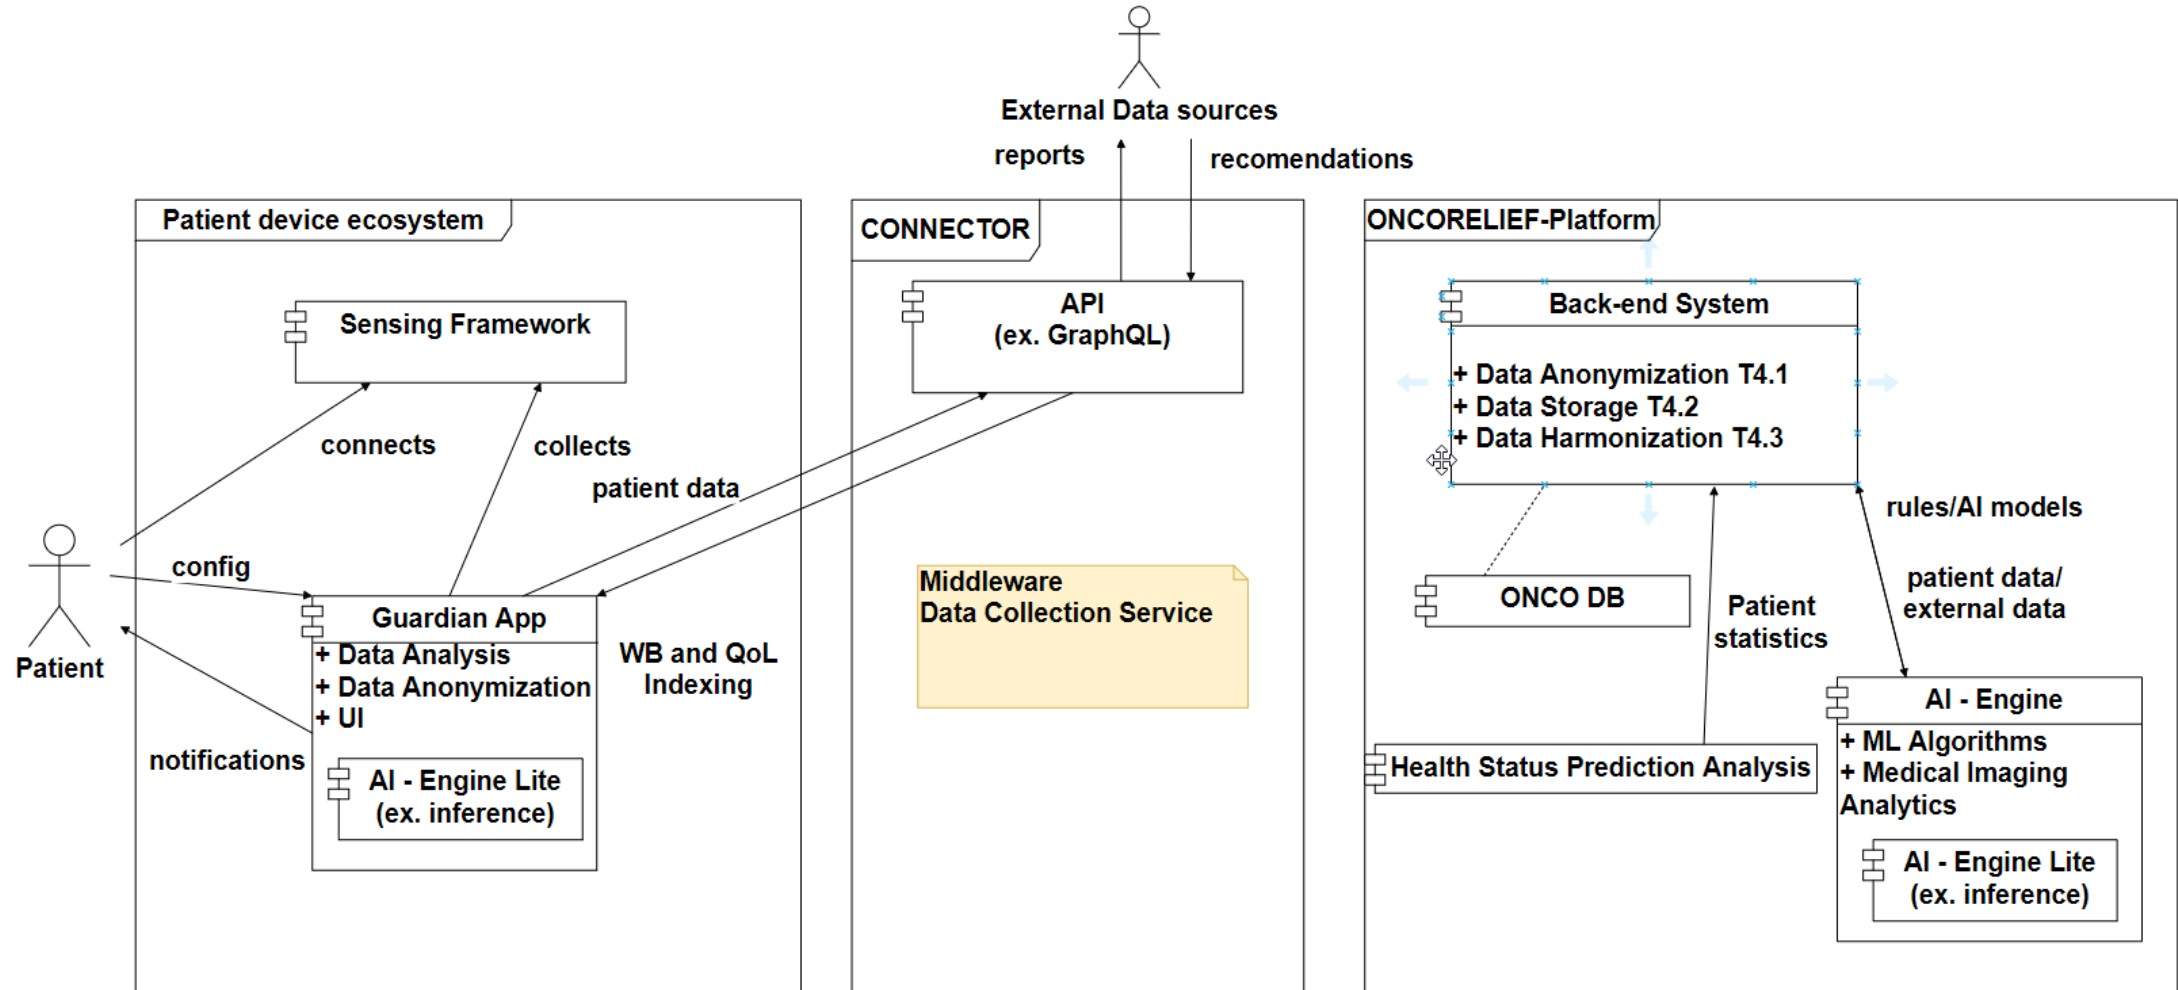 External Data sources
reports
recomendations
Patient device ecosystem
Sensing Framework
connects
collects
patient data
config
Patient
notifications
Guardian App
+ Data Analysis
+ Data Anonymization
+ UI
AI - Engine Lite
(ex. inference)
WB and QoL
Indexing
CONNECTOR
API
(ex. GraphQL)
Middleware
Data Collection Service
ONCORELIEF-Platform
Back-end System
+ Data Anonymization T4.1
+ Data Storage T4.2
+ Data Harmonization T4.3
rules/AI models
patient data/
external data
ONCO DB
Patient
statistics
Health Status Prediction Analysis
AI - Engine
+ ML Algorithms
+ Medical Imaging
Analytics
AI - Engine Lite
(ex. inference)